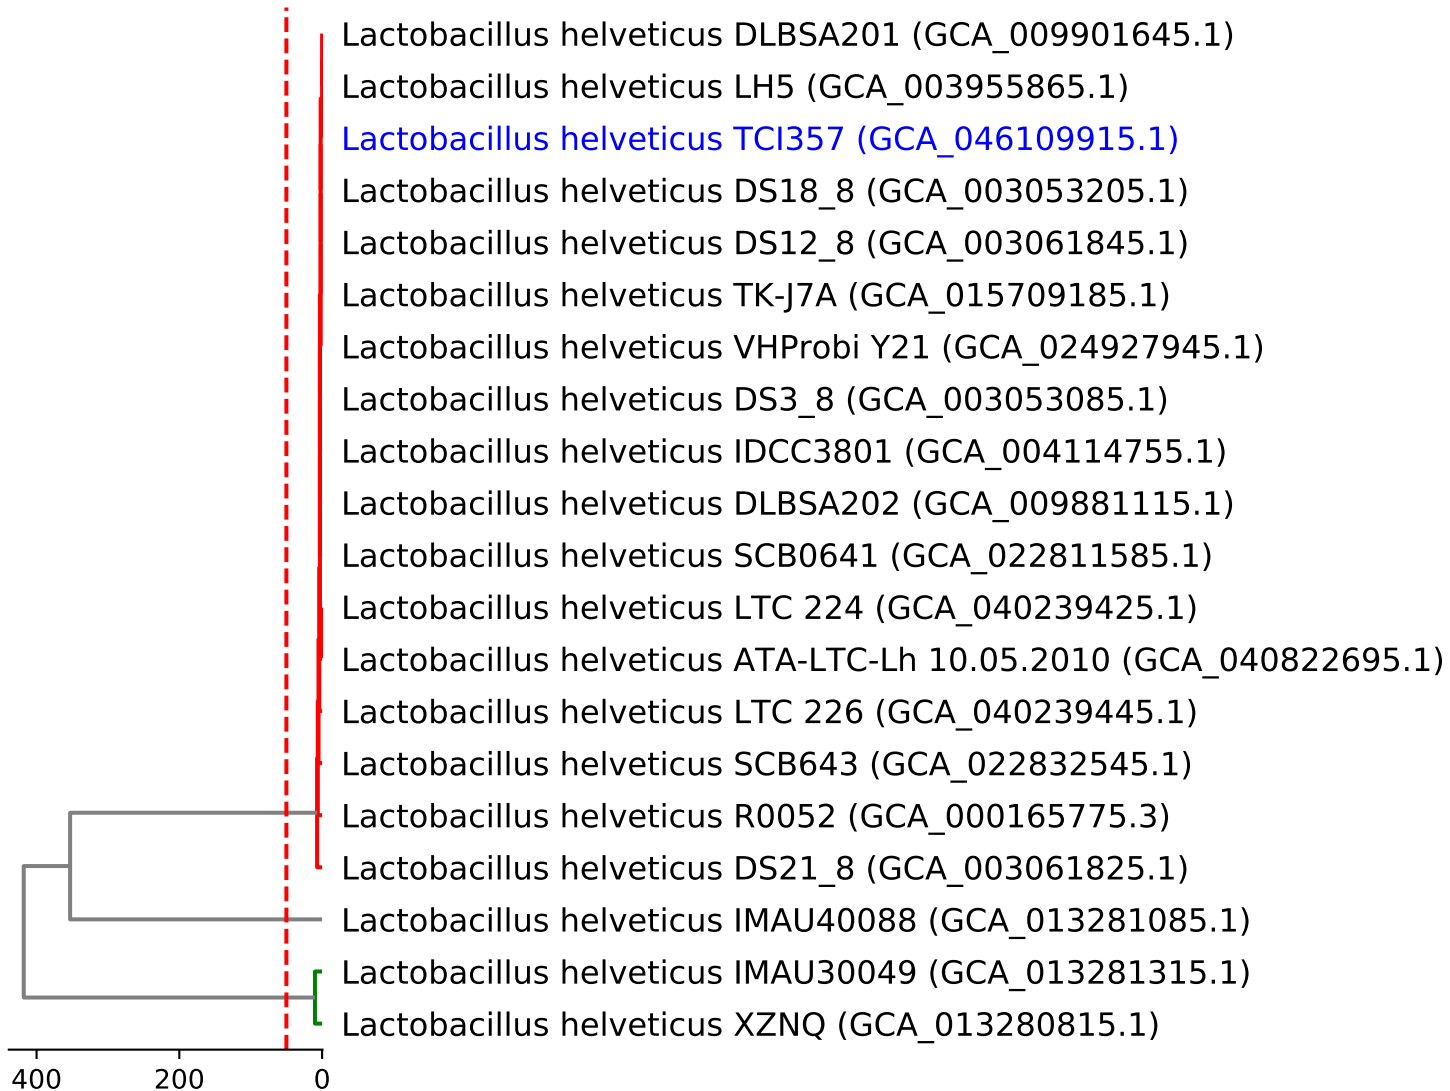 Lactobacillus helveticus DLBSA201 (GCA_009901645.1)
Lactobacillus helveticus LH5 (GCA_003955865.1)
Lactobacillus helveticus TCI357 (GCA_046109915.1)
Lactobacillus helveticus DS18_8 (GCA_003053205.1)
Lactobacillus helveticus DS12_8 (GCA_003061845.1)
Lactobacillus helveticus TK-J7A (GCA_015709185.1)
Lactobacillus helveticus VHProbi Y21 (GCA_024927945.1)
Lactobacillus helveticus DS3_8 (GCA_003053085.1)
Lactobacillus helveticus IDCC3801 (GCA_004114755.1)
Lactobacillus helveticus DLBSA202 (GCA_009881115.1)
Lactobacillus helveticus SCB0641 (GCA_022811585.1)
Lactobacillus helveticus LTC 224 (GCA_040239425.1)
Lactobacillus helveticus ATA-LTC-Lh 10.05.2010 (GCA_040822695.1)
Lactobacillus helveticus LTC 226 (GCA_040239445.1)
Lactobacillus helveticus SCB643 (GCA_022832545.1)
Lactobacillus helveticus R0052 (GCA_000165775.3)
Lactobacillus helveticus DS21_8 (GCA_003061825.1)
Lactobacillus helveticus IMAU40088 (GCA_013281085.1)
Lactobacillus helveticus IMAU30049 (GCA_013281315.1)
Lactobacillus helveticus XZNQ (GCA_013280815.1)
400 200 0